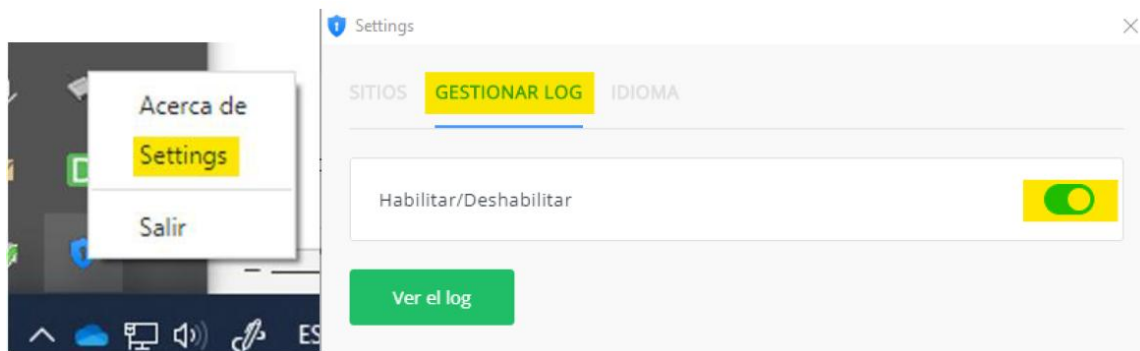 Acerca de
Settings
Salir
ES
Settings
SITIOS GESTIONAR LOG IDIOMA
Habilitar/Deshabilitar
Ver el log